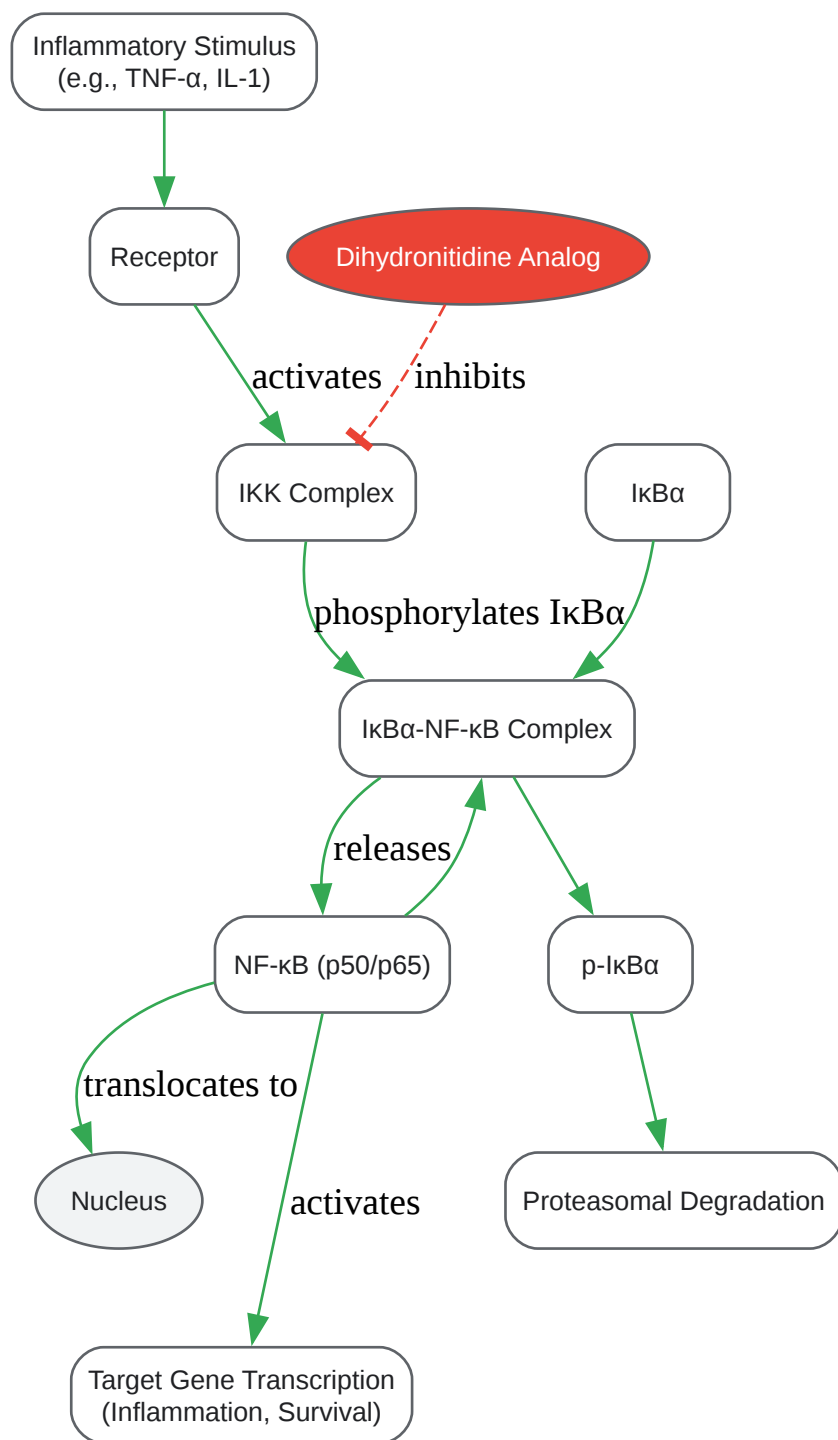 Inflammatory Stimulus
(e.g., TNF-α, IL-1)
Receptor
Dihydronitidine Analog
activates
inhibits
IKK Complex
IκBα
phosphorylates IκBα
IκBα-NF-κB Complex
releases
NF-κB (p50/p65)
p-IκBα
translocates to
Nucleus
activates
Proteasomal Degradation
Target Gene Transcription
(Inflammation, Survival)